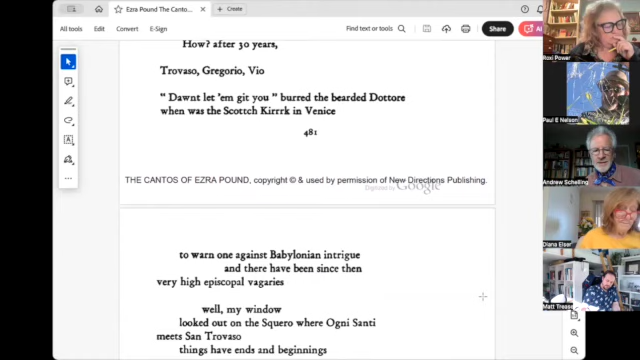 Ezra Pound The Cantos of
+ Create
All tools
Edit
Convert
E-Sign
Find text or tools
Share
AI
How? after 30 years,
Trovaso, Gregorio, Vio
“ Dawnt let ’em git you ” burred the bearded Dottore
when was the Scottch Kirrrk in Venice
481
THE CANTOS OF EZRA POUND, copyright © & used by permission of New Directions Publishing.
Digitized by Google
to warn one against Babylonian intrigue
and there have been since then
very high episcopal vagaries
well, my window
looked out on the Squero where Ogni Santi
meets San Trovaso
things have ends and beginnings
Roxi Power
Paul E Nelson
Andrew Schelling
Diana Elser
Matt Trease